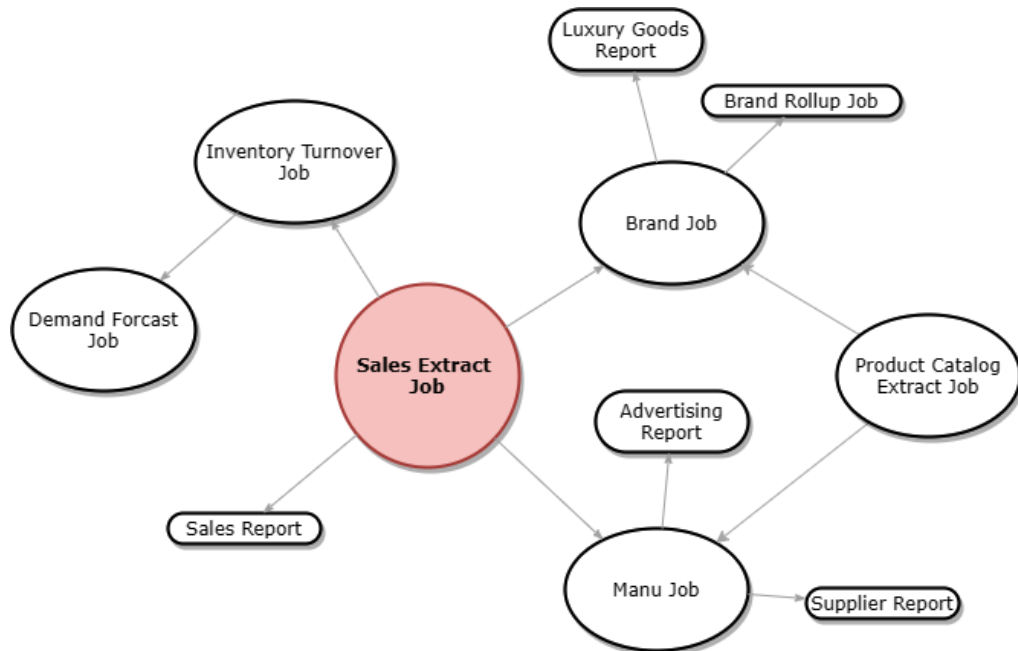 Luxury Goods
Report
Brand Rollup Job
Inventory Turnover
Job
Brand Job
Demand Forcast
Job
Sales Extract
Job
Product Catalog
Extract Job
Advertising
Report
Sales Report
Manu Job
Supplier Report